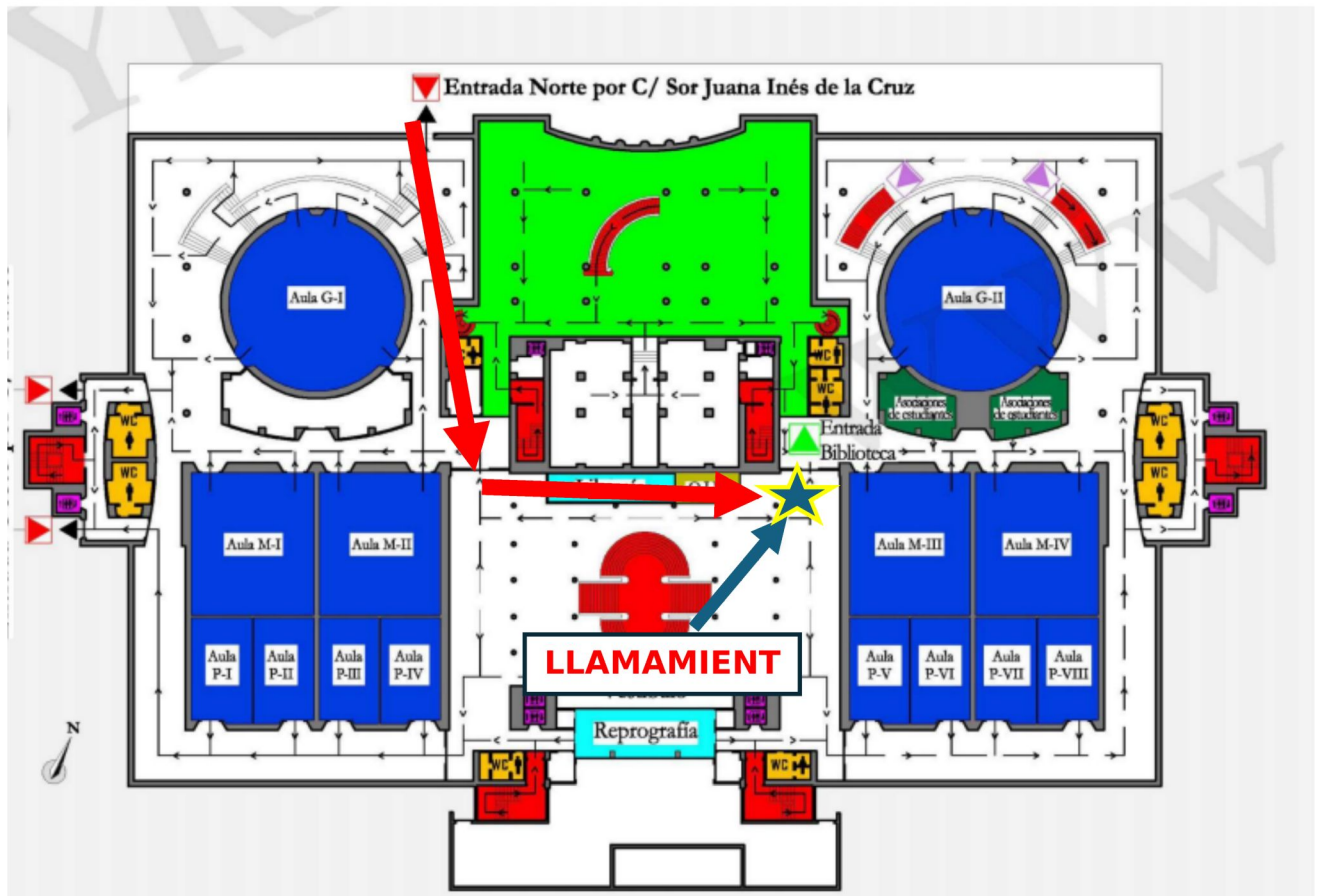 Entrada Norte por C/ Sor Juana Inés de la Cruz
Aula G-I
Aula G-II
WC
WC
WC
Asociaciones
de estudiantes
Asociaciones
de estudiantes
Entrada
Biblioteca
WC
WC
WC
WC
Aula M-I
Aula M-II
Aula M-III
Aula M-IV
LLAMAMIENT
Aula
P-I
Aula
P-II
Aula
P-III
Aula
P-IV
Aula
P-V
Aula
P-VI
Aula
P-VII
Aula
P-VIII
Reprografía
N
WC
WC